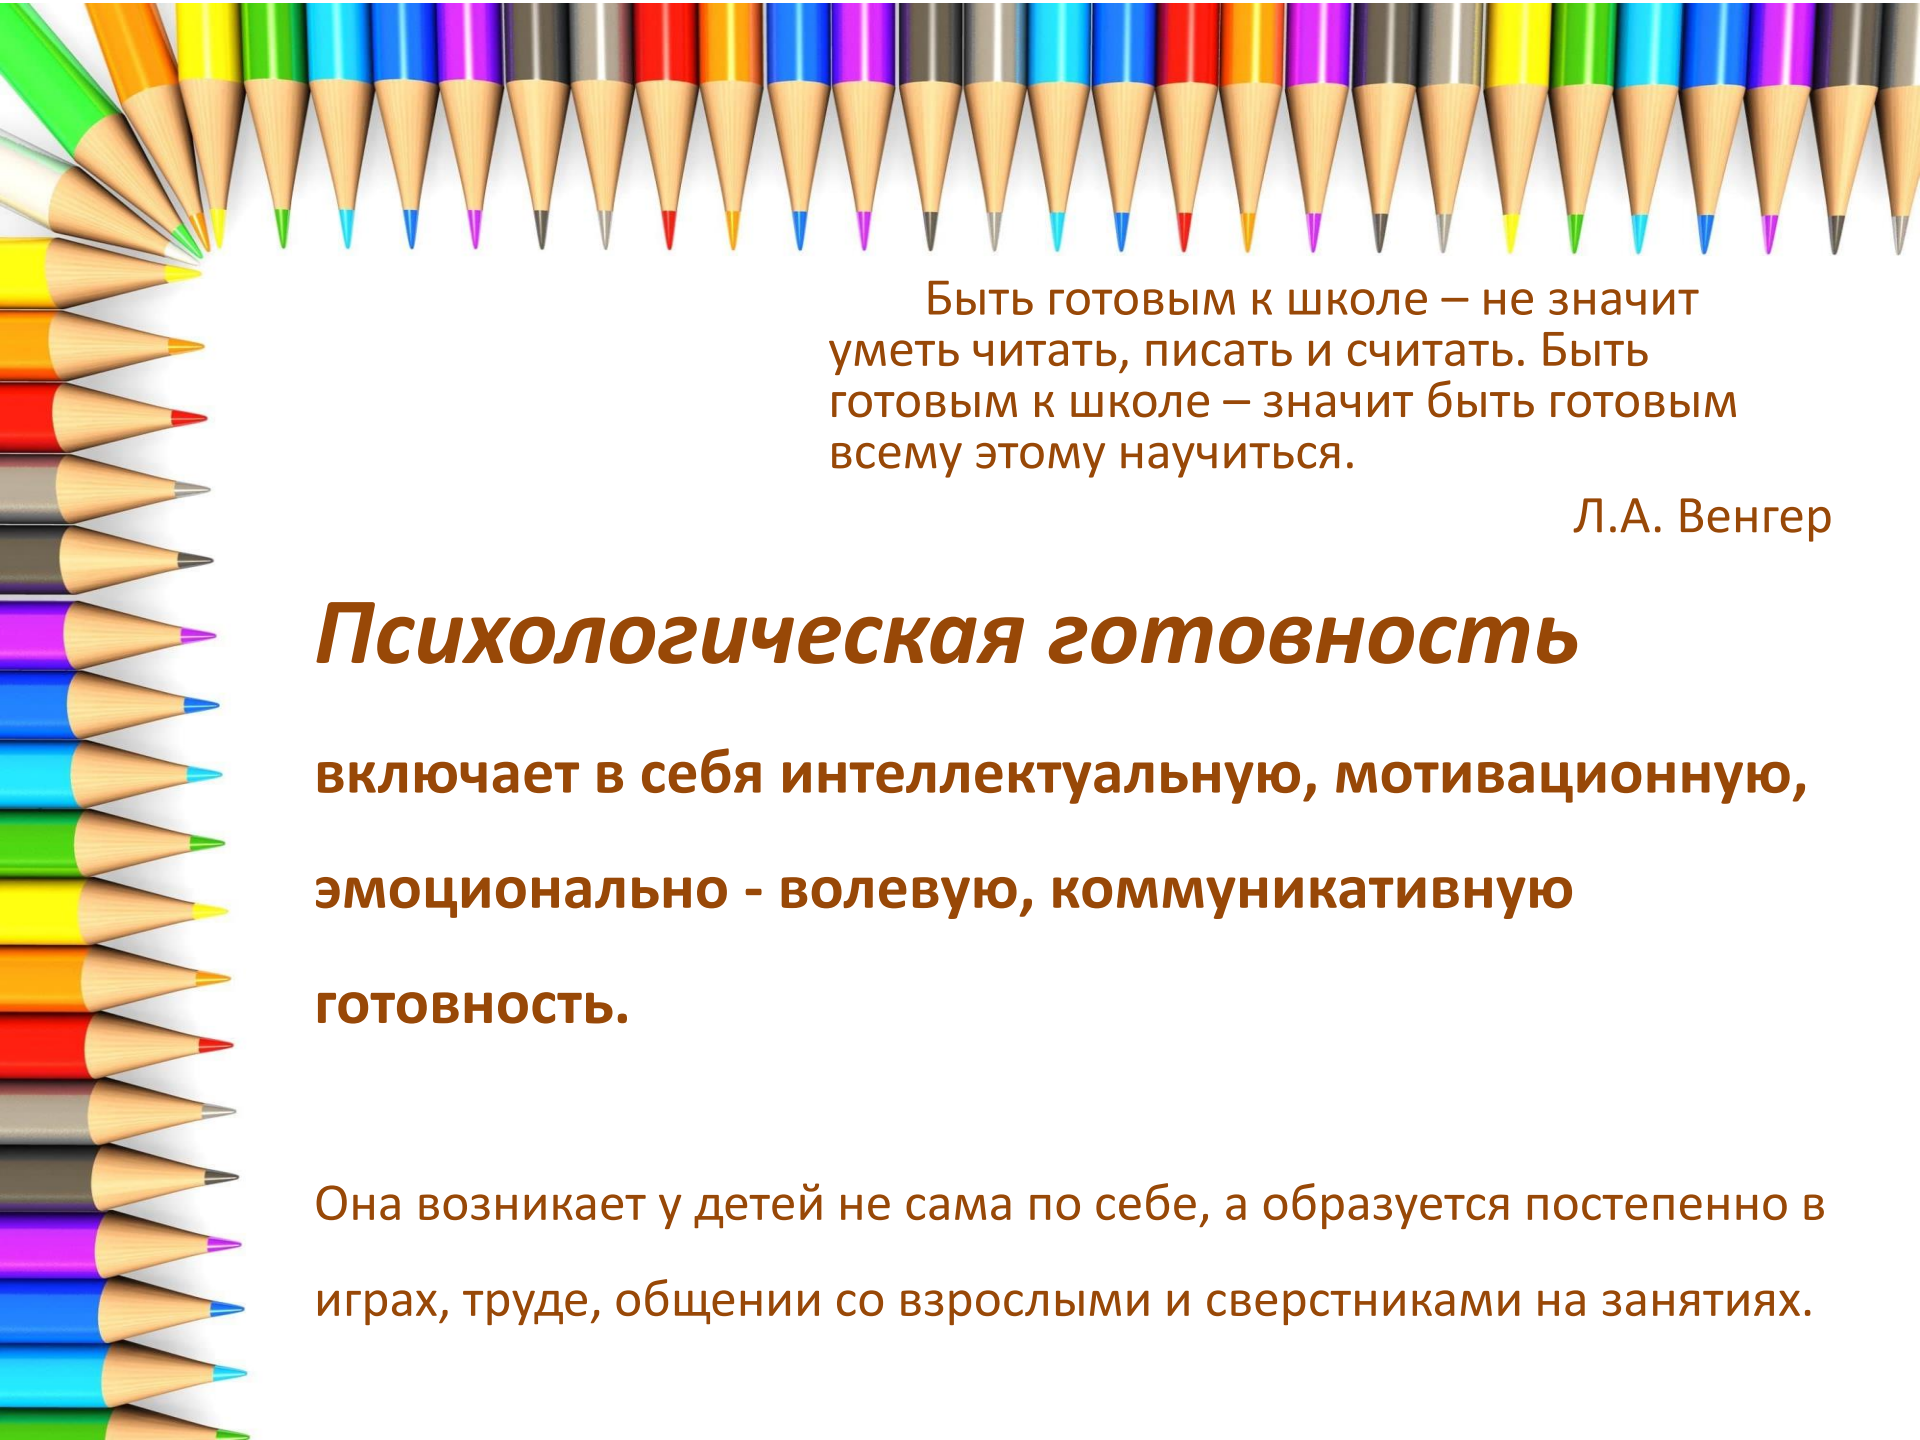 Быть готовым к школе – не значит
уметь читать, писать и считать. Быть
готовым к школе – значит быть готовым
всему этому научиться.
Л.А. Венгер
Психологическая готовность
включает в себя интеллектуальную, мотивационную,
эмоционально - волевую, коммуникативную
готовность.
Она возникает у детей не сама по себе, а образуется постепенно в
играх, труде, общении со взрослыми и сверстниками на занятиях.